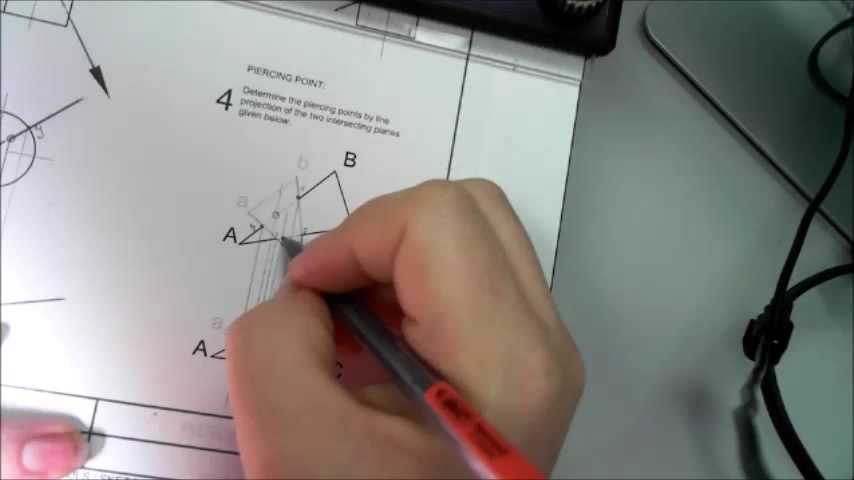 PIERCING POINT:
4
Determine the piercing points by line
projection of the two intersecting planes
given below.
b
B
a
A
a
A
C